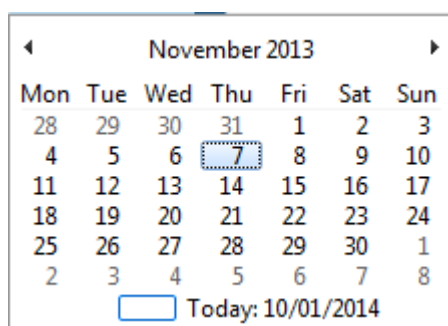 November 2013
Mon Tue Wed Thu Fri Sat Sun
28 29 30 31 1 2 3
4 5 6 7 8 9 10
11 12 13 14 15 16 17
18 19 20 21 22 23 24
25 26 27 28 29 30 1
2 3 4 5 6 7 8
Today: 10/01/2014